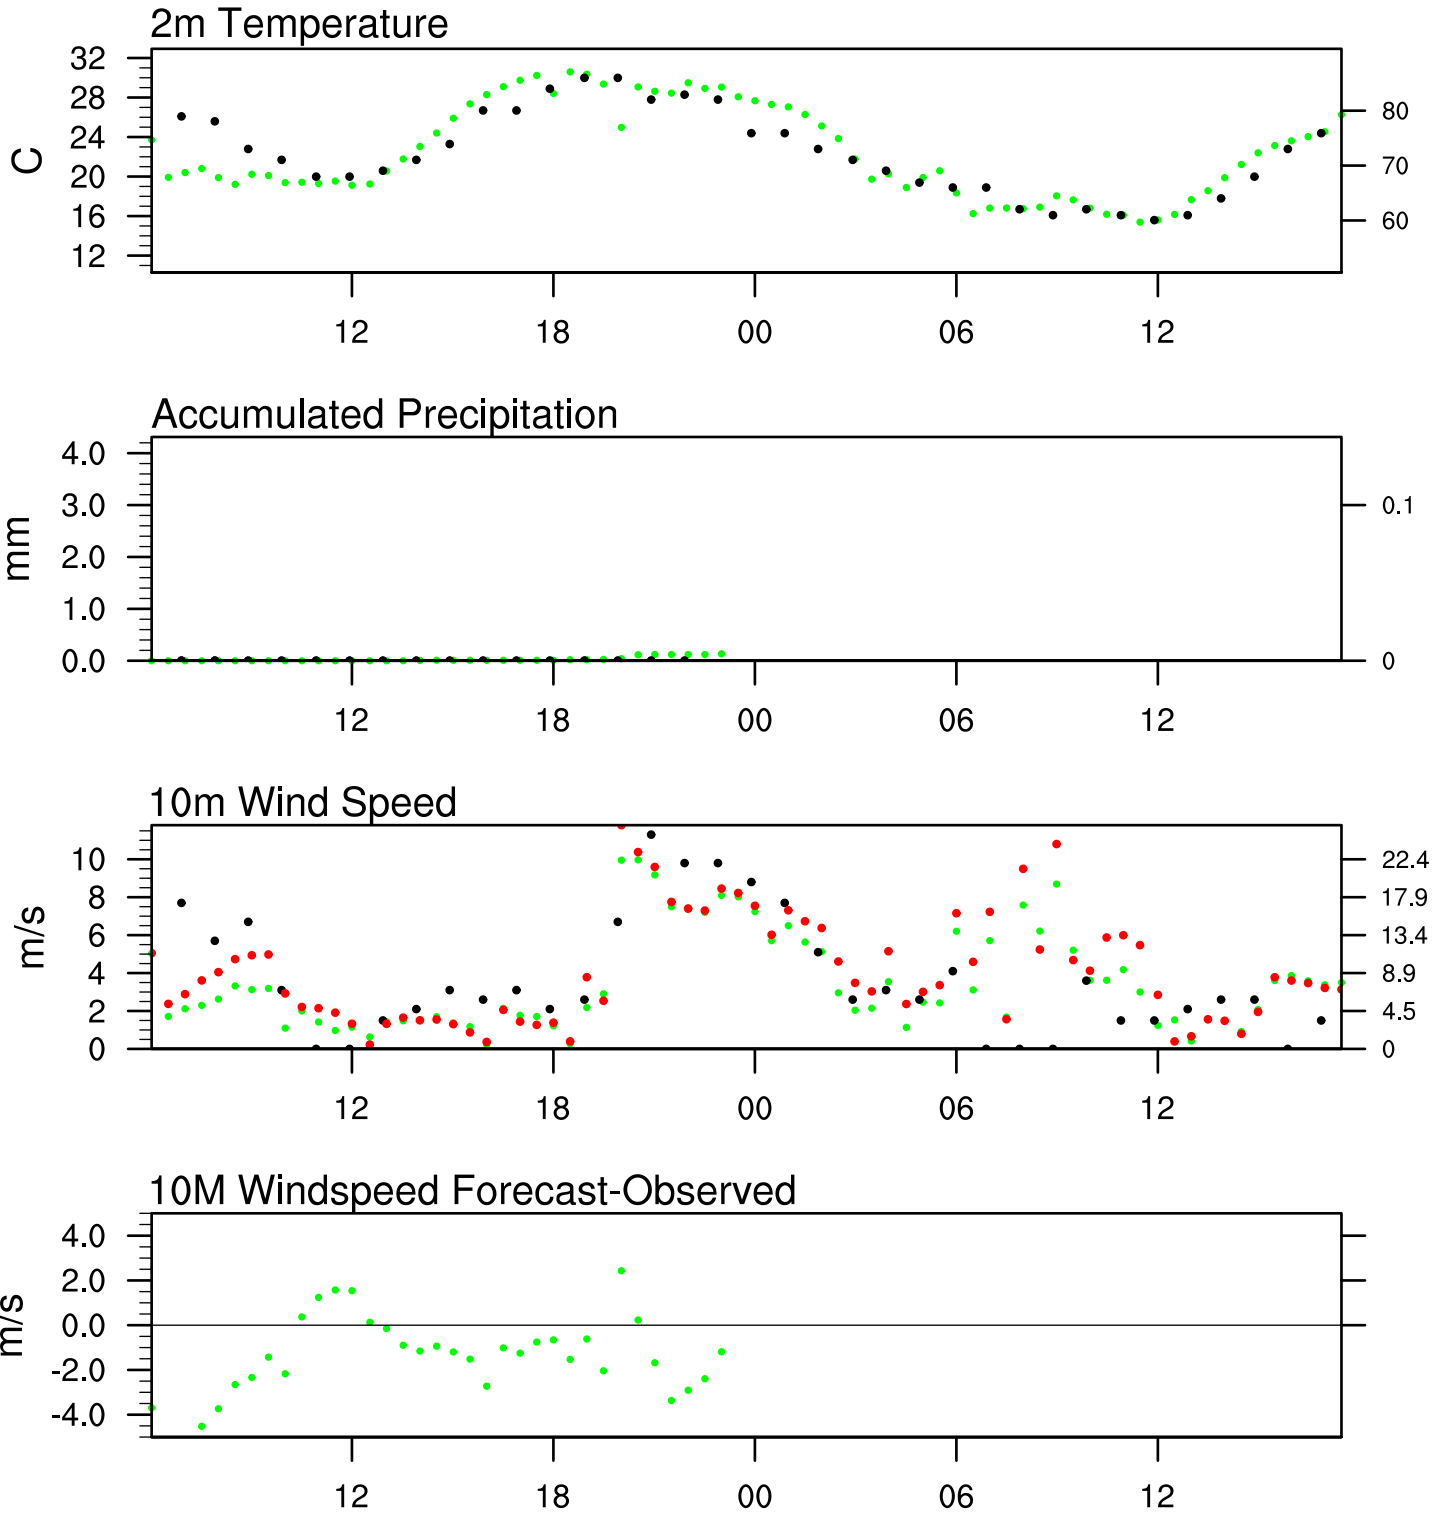 2m Temperature
32
28
24
20
16
12
C
80
70
60
12 18 00 06 12
Accumulated Precipitation
4.0
3.0
2.0
1.0
0.0
mm
0.1
0
12 18 00 06 12
10m Wind Speed
10
8
6
4
2
0
m/s
22.4
17.9
13.4
8.9
4.5
0
12 18 00 06 12
10M Windspeed Forecast-Observed
4.0
2.0
0.0
-2.0
-4.0
m/s
12 18 00 06 12